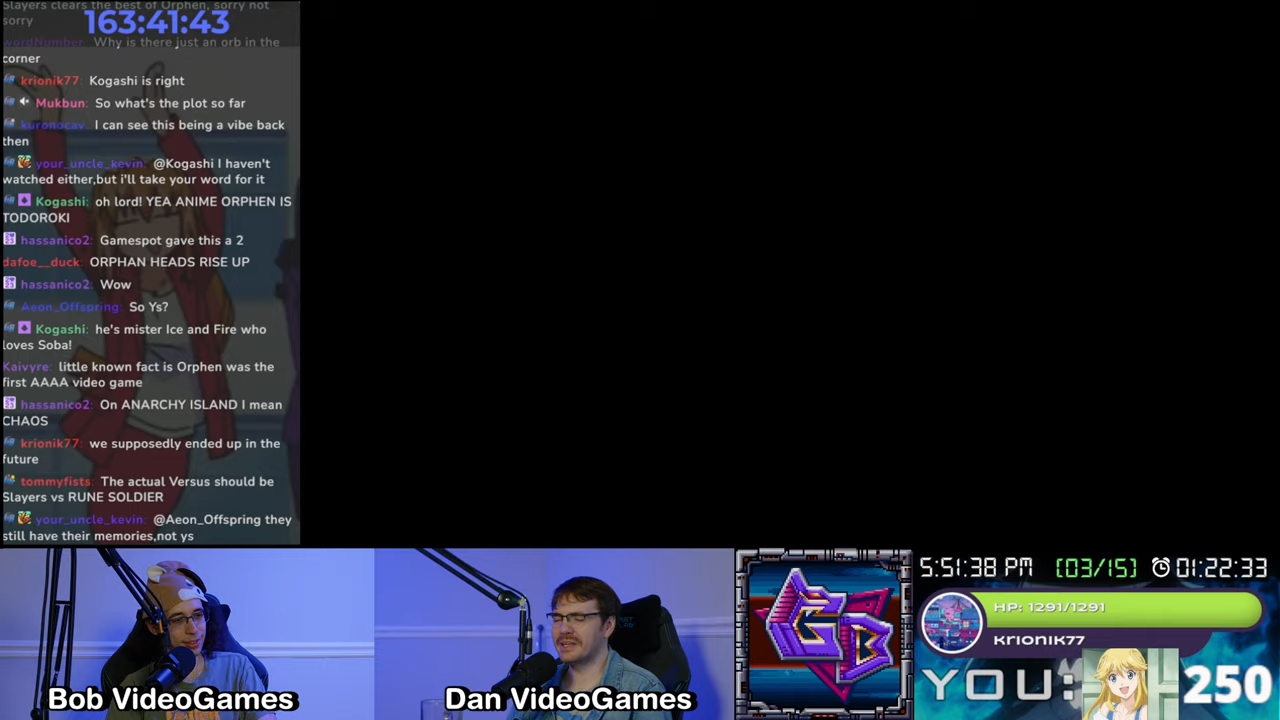 Slayers clears the best of Orphen, sorry not
sorry
163:41:43
wordNumber: Why is there just an orb in the
corner
krionik77: Kogashi is right
Mukbun: So what's the plot so far
kuronocav: I can see this being a vibe back
then
your_uncle_kevin: @Kogashi I haven't
watched either,but i'll take your word for it
Kogashi: oh lord! YEA ANIME ORPHEN IS
TODOROKI
hassanico2: Gamespot gave this a 2
dafoe__duck: ORPHAN HEADS RISE UP
hassanico2: Wow
Aeon_Offspring: So Ys?
Kogashi: he's mister Ice and Fire who
loves Soba!
Kaivyre: little known fact is Orphen was the
first AAAA video game
hassanico2: On ANARCHY ISLAND I mean
CHAOS
krionik77: we supposedly ended up in the
future
tommyfists: The actual Versus should be
Slayers vs RUNE SOLDIER
your_uncle_kevin: @Aeon_Offspring they
still have their memories,not ys
Bob VideoGames
Dan VideoGames
GB
5:51:38 PM [03/15] 01:22:33
HP: 1291/1291
KRIONIK77
YOU: 250